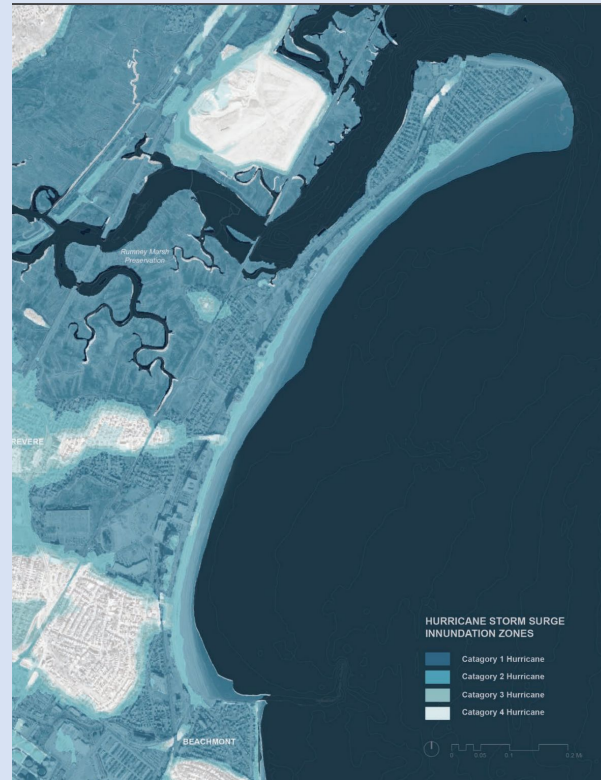 Rumney Marsh
Preservation
REVERE
BEACHMONT
HURRICANE STORM SURGE
INNUNDATION ZONES
Catagory 1 Hurricane
Catagory 2 Hurricane
Catagory 3 Hurricane
Catagory 4 Hurricane
0 0.05 0.1 0.2 Mi